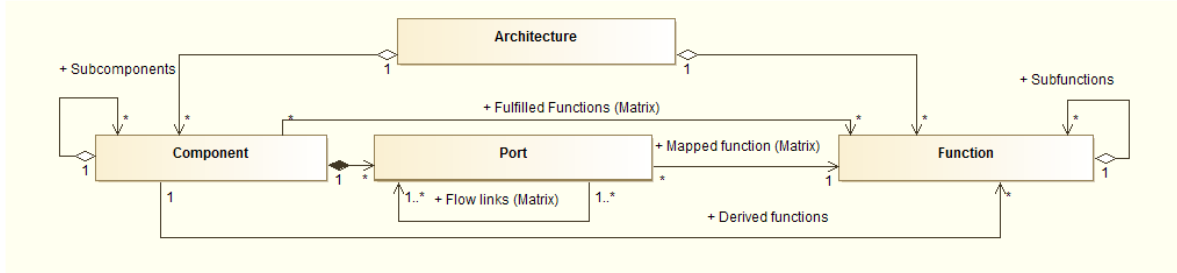 Architecture
1
1
+ Subcomponents
+ Subfunctions
*
*
*
+ Fulfilled Functions (Matrix)
*
*
*
Component
Port
+ Mapped function (Matrix)
Function
1
1
*
*
1
1
1
1..*
+ Flow links (Matrix)
1..*
+ Derived functions
*